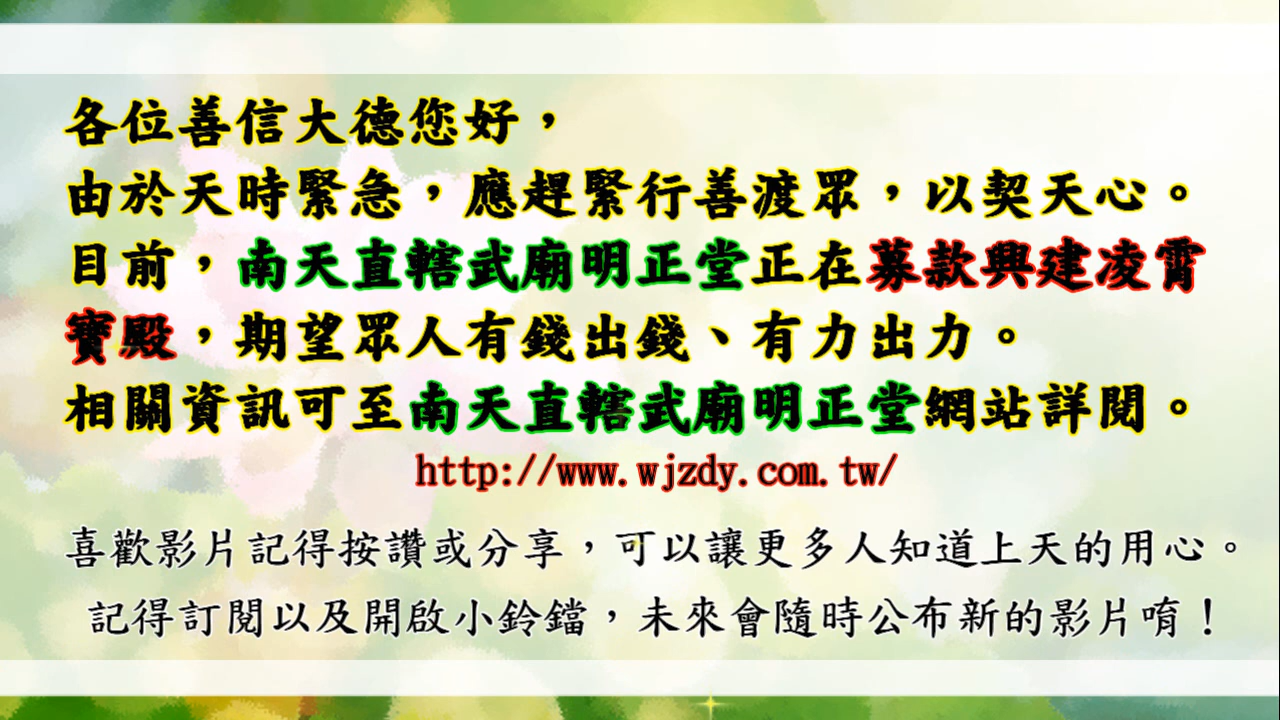 各位善信大德您好，
由於天時緊急，應趕緊行善渡眾，以契天心。
目前，南天直轄武廟明正堂正在募款興建凌霄
寶殿，期望眾人有錢出錢、有力出力。
相關資訊可至南天直轄武廟明正堂網站詳閱。
http://www.wjzdy.com.tw/
喜歡影片記得按讚或分享，可以讓更多人知道上天的用心。
記得訂閱以及開啟小鈴鐺，未來會隨時公布新的影片唷！